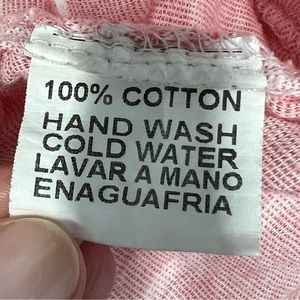 100% COTTON
HAND WASH
COLD WATER
LAVAR A MANO
ENAGUAFRIA